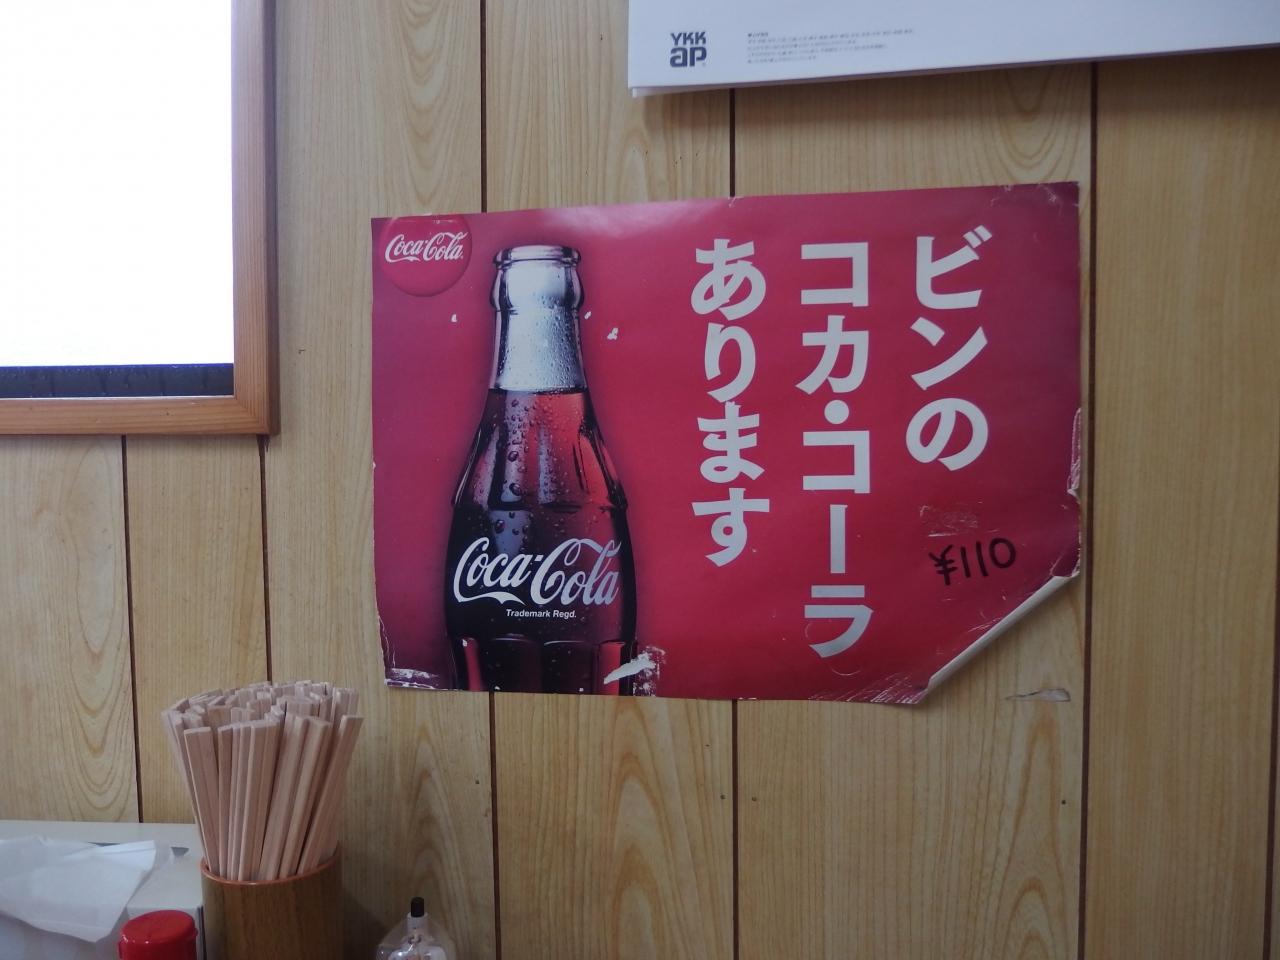 YKK
ap
Coca-Cola
ビンの
コカ・コーラ
あります
¥110
Coca-Cola
Trademark Regd.